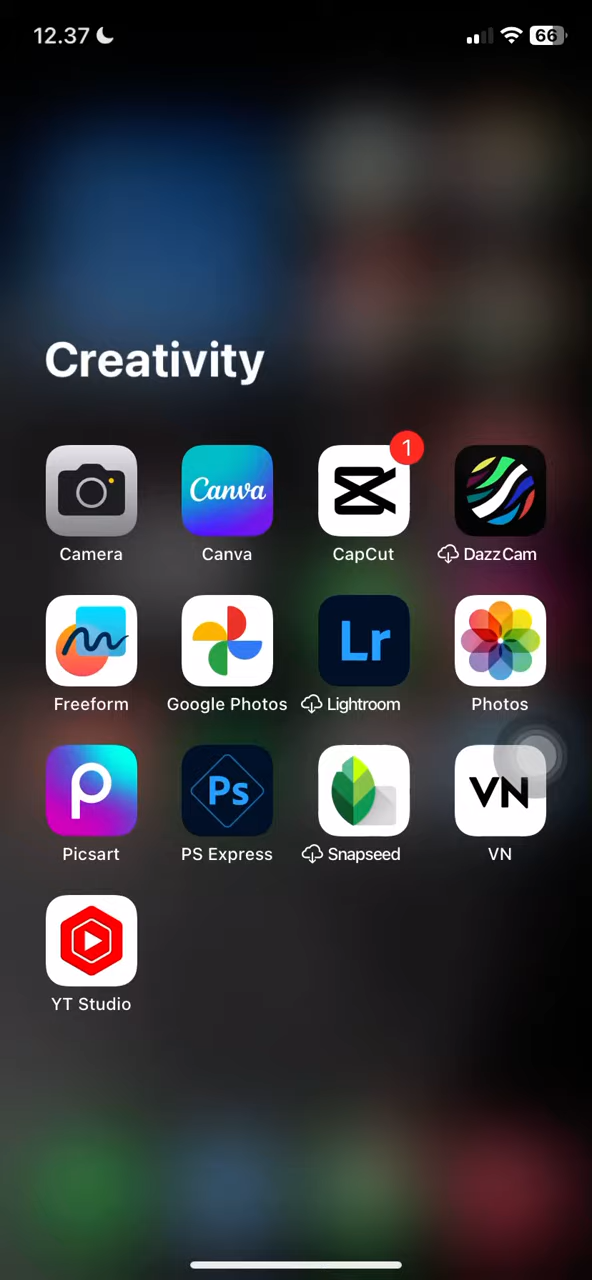 12.37
66
Creativity
Canva
1
Camera
Canva
CapCut
DazzCam
Lr
Freeform
Google Photos
Lightroom
Photos
Ps
VN
Picsart
PS Express
Snapseed
VN
YT Studio